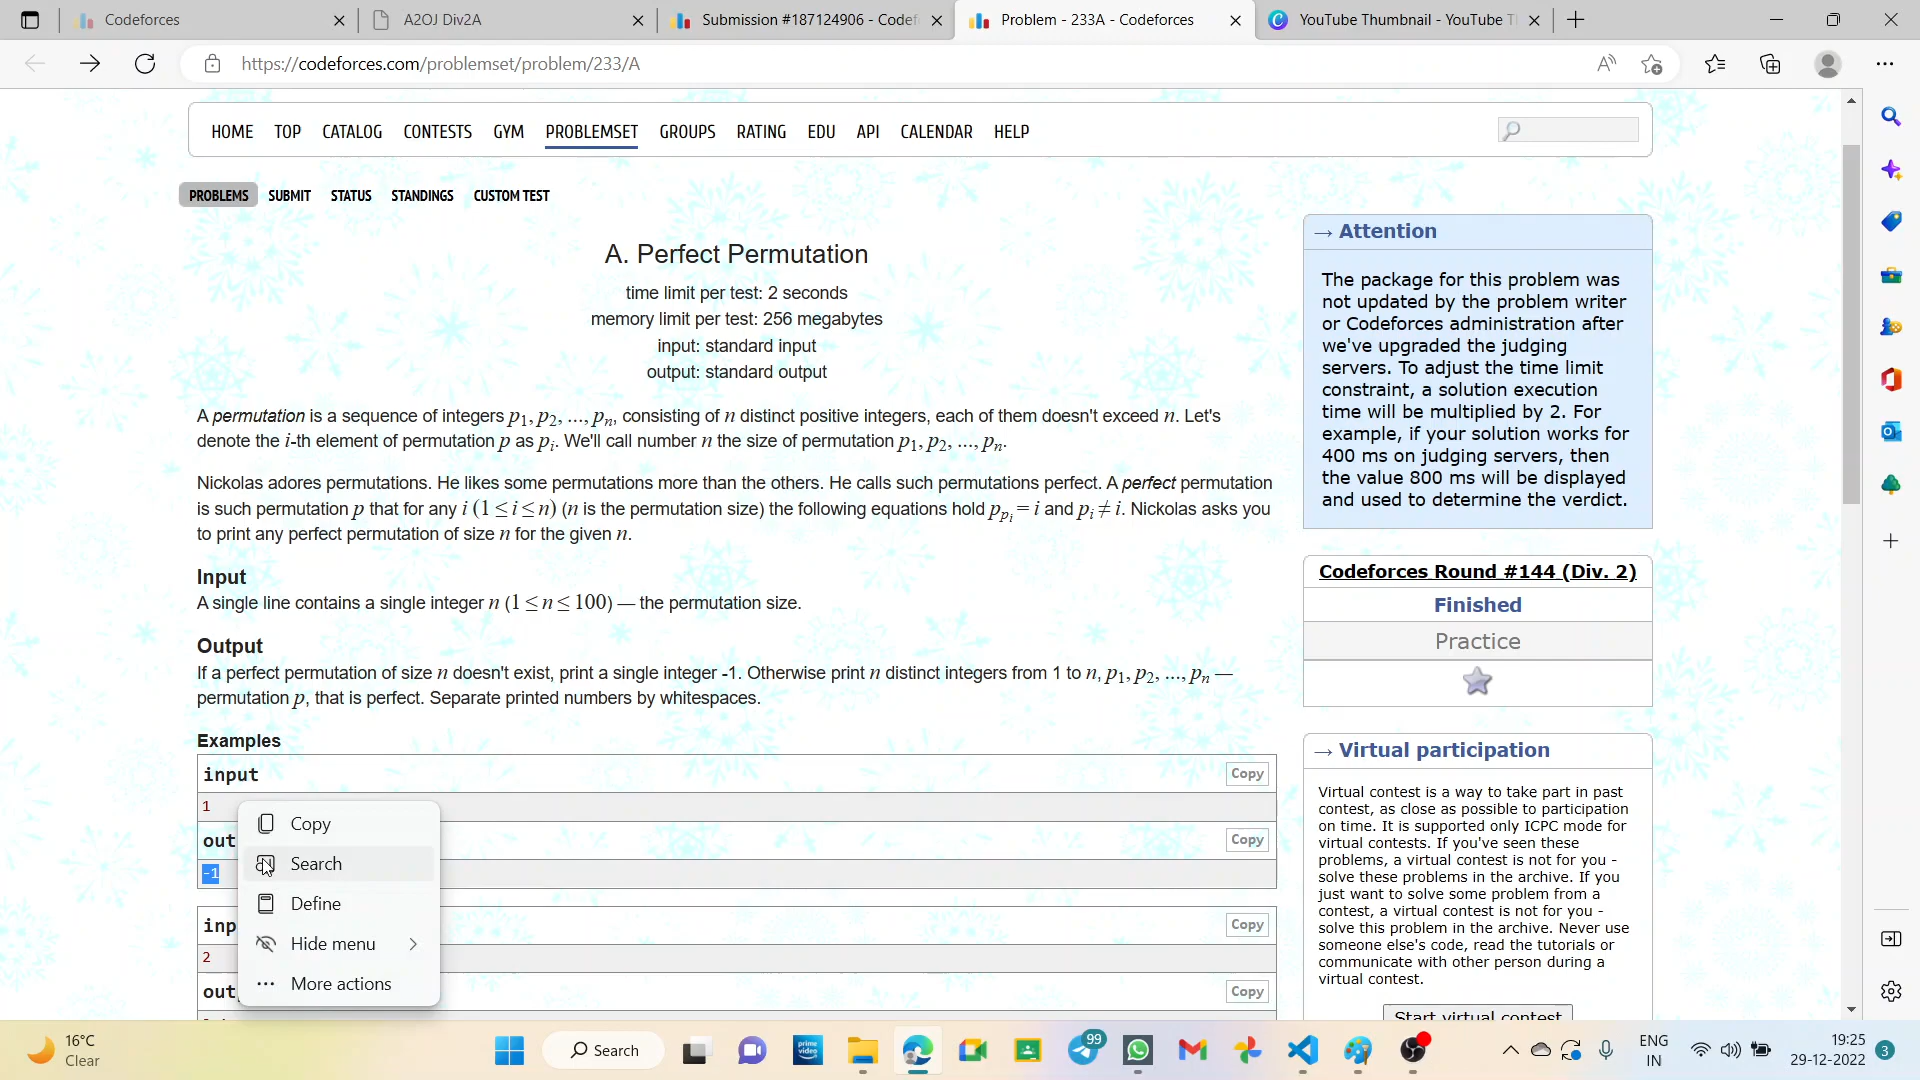 Codeforces
A2OJ Div2A
Submission #187124906 - Codef
Problem - 233A - Codeforces
YouTube Thumbnail - YouTube T
https://codeforces.com/problemset/problem/233/A
HOME TOP CATALOG CONTESTS GYM PROBLEMSET GROUPS RATING EDU API CALENDAR HELP
PROBLEMS SUBMIT STATUS STANDINGS CUSTOM TEST
A. Perfect Permutation
time limit per test: 2 seconds
memory limit per test: 256 megabytes
input: standard input
output: standard output
A permutation is a sequence of integers p1, p2, ..., pn, consisting of n distinct positive integers, each of them doesn't exceed n. Let's
denote the i-th element of permutation p as pi. We'll call number n the size of permutation p1, p2, ..., pn.
Nickolas adores permutations. He likes some permutations more than the others. He calls such permutations perfect. A perfect permutation
is such permutation p that for any i (1 ≤ i ≤ n) (n is the permutation size) the following equations hold ppi = i and pi ≠ i. Nickolas asks you
to print any perfect permutation of size n for the given n.
Input
A single line contains a single integer n (1 ≤ n ≤ 100) — the permutation size.
Output
If a perfect permutation of size n doesn't exist, print a single integer -1. Otherwise print n distinct integers from 1 to n, p1, p2, ..., pn —
permutation p, that is perfect. Separate printed numbers by whitespaces.
Examples
input
Copy
1
out
Copy
-1
inp
Copy
2
out
Copy
Copy
Search
Define
Hide menu
More actions
→ Attention
The package for this problem was
not updated by the problem writer
or Codeforces administration after
we've upgraded the judging
servers. To adjust the time limit
constraint, a solution execution
time will be multiplied by 2. For
example, if your solution works for
400 ms on judging servers, then
the value 800 ms will be displayed
and used to determine the verdict.
Codeforces Round #144 (Div. 2)
Finished
Practice
→ Virtual participation
Virtual contest is a way to take part in past
contest, as close as possible to participation
on time. It is supported only ICPC mode for
virtual contests. If you've seen these
problems, a virtual contest is not for you -
solve these problems in the archive. If you
just want to solve some problem from a
contest, a virtual contest is not for you -
solve this problem in the archive. Never use
someone else's code, read the tutorials or
communicate with other person during a
virtual contest.
Start virtual contest
16°C
Clear
Search
prime video
99
ENG
IN
19:25
29-12-2022
3